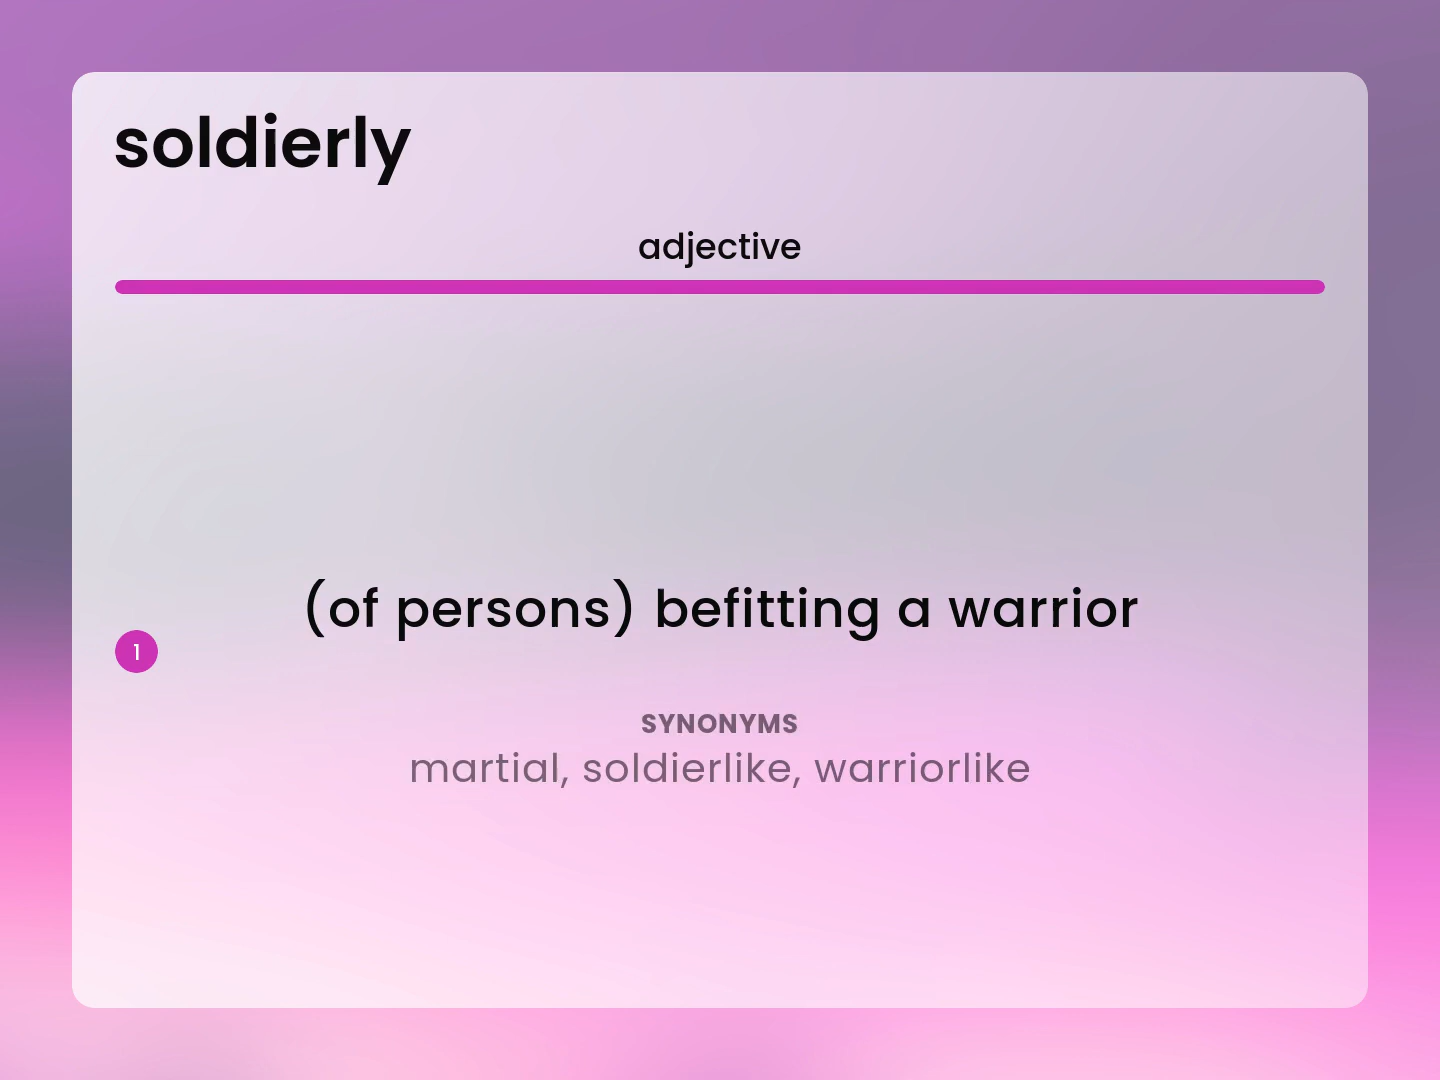 soldierly
adjective
(of persons) befitting a warrior
1
SYNONYMS
martial, soldierlike, warriorlike